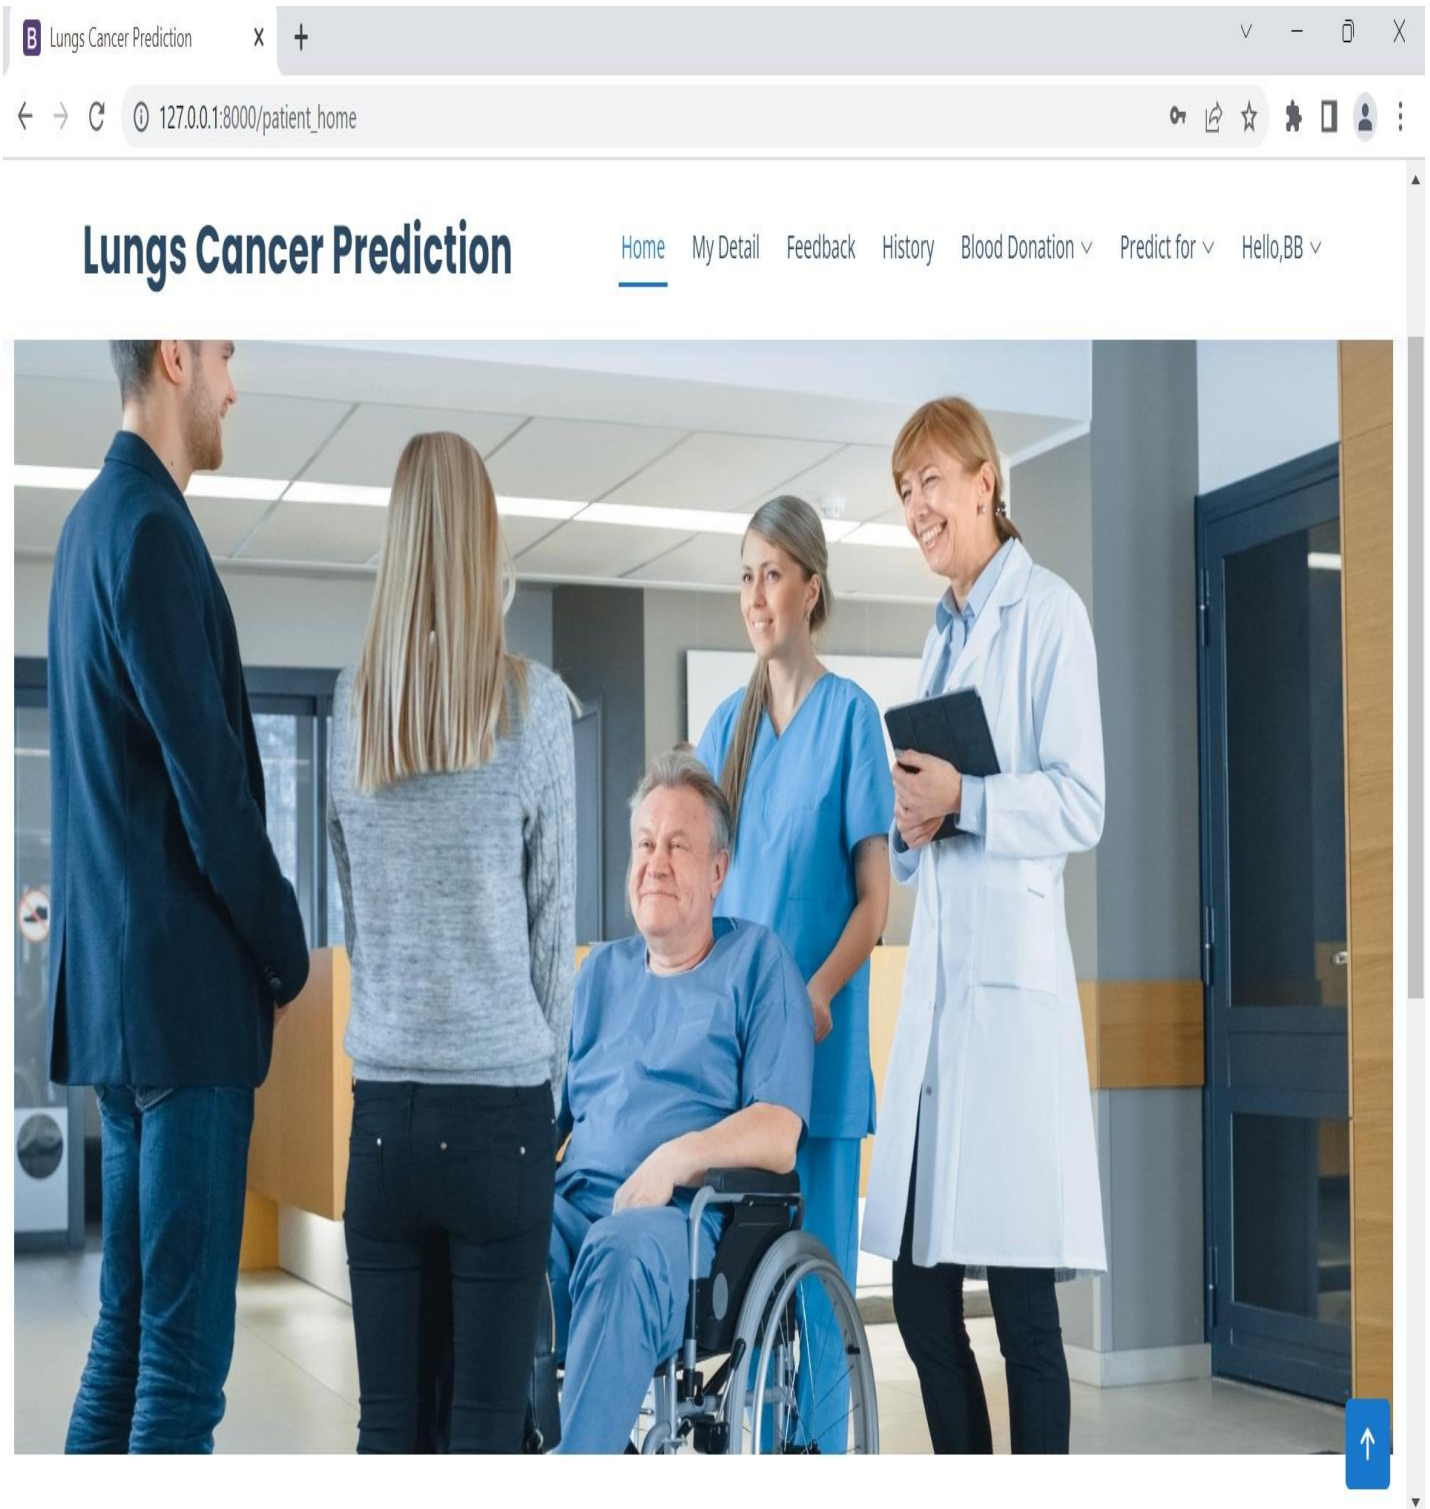 B Lungs Cancer Prediction
127.0.0.1:8000/patient_home
Lungs Cancer Prediction
Home My Detail Feedback History Blood Donation Predict for Hello,BB